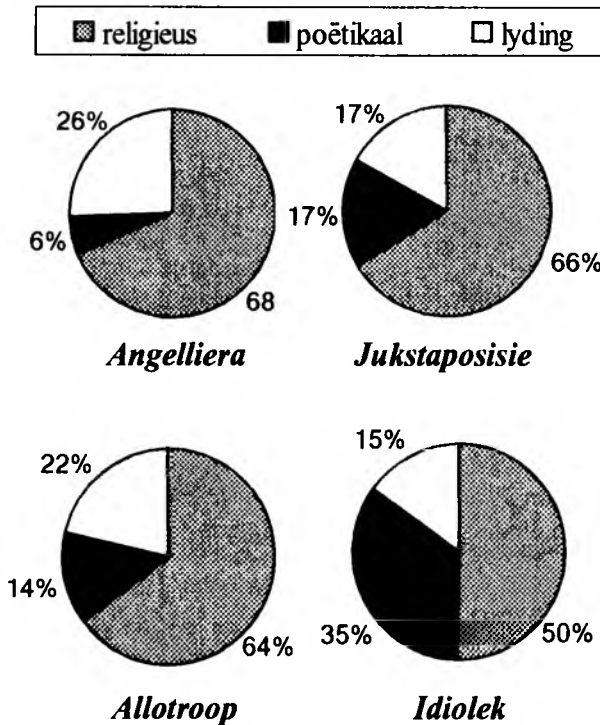 religieus poëtikaal lyding
26% 17%
6% 17%
68 66%
Angelliera Jukstaposisie
22% 15%
14% 64% 35% 50%
Allotroop Idiolek